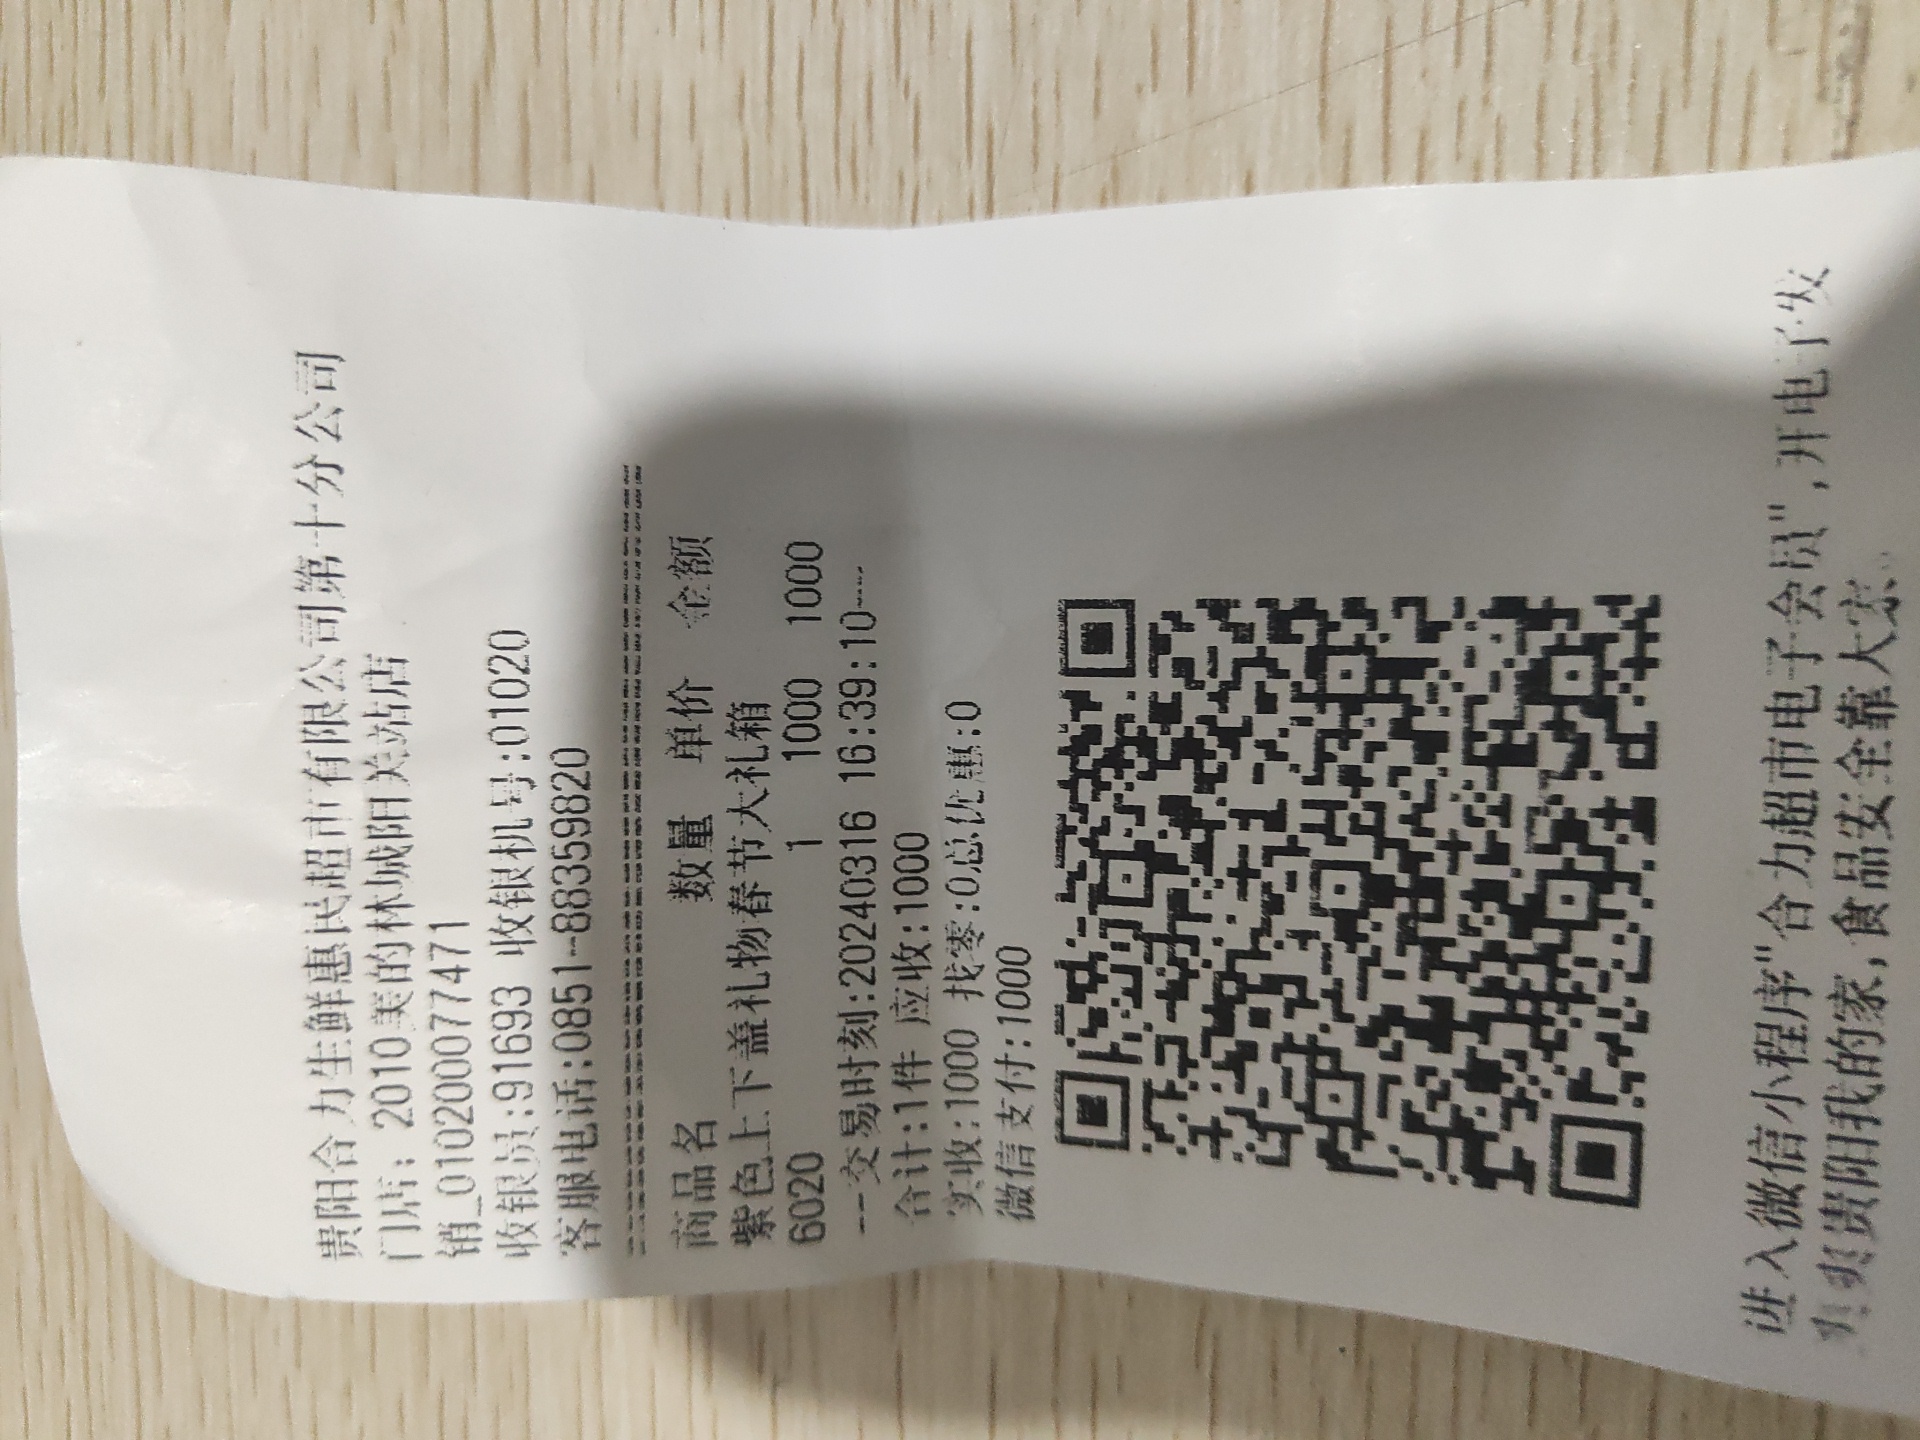 贵阳合力生鲜惠民超市有限公司第十分公司
门店: 2010美的林城阳关站店
销_01020007747​1
收银员:91693 收银机号:01020
客服电话:0851-88359820
商品名 数量 单价 金额
紫色上下盖礼物春节大礼箱
6020 1 1000 1000
--交易时刻:20240316 16:39:10---
合计:1件 应收:1000
实收:1000 找零:0总优惠:0
微信支付:1000
进入微信小程序"合力超市电子会员",开电子发
爽爽贵阳我的家,食品安全靠大家。